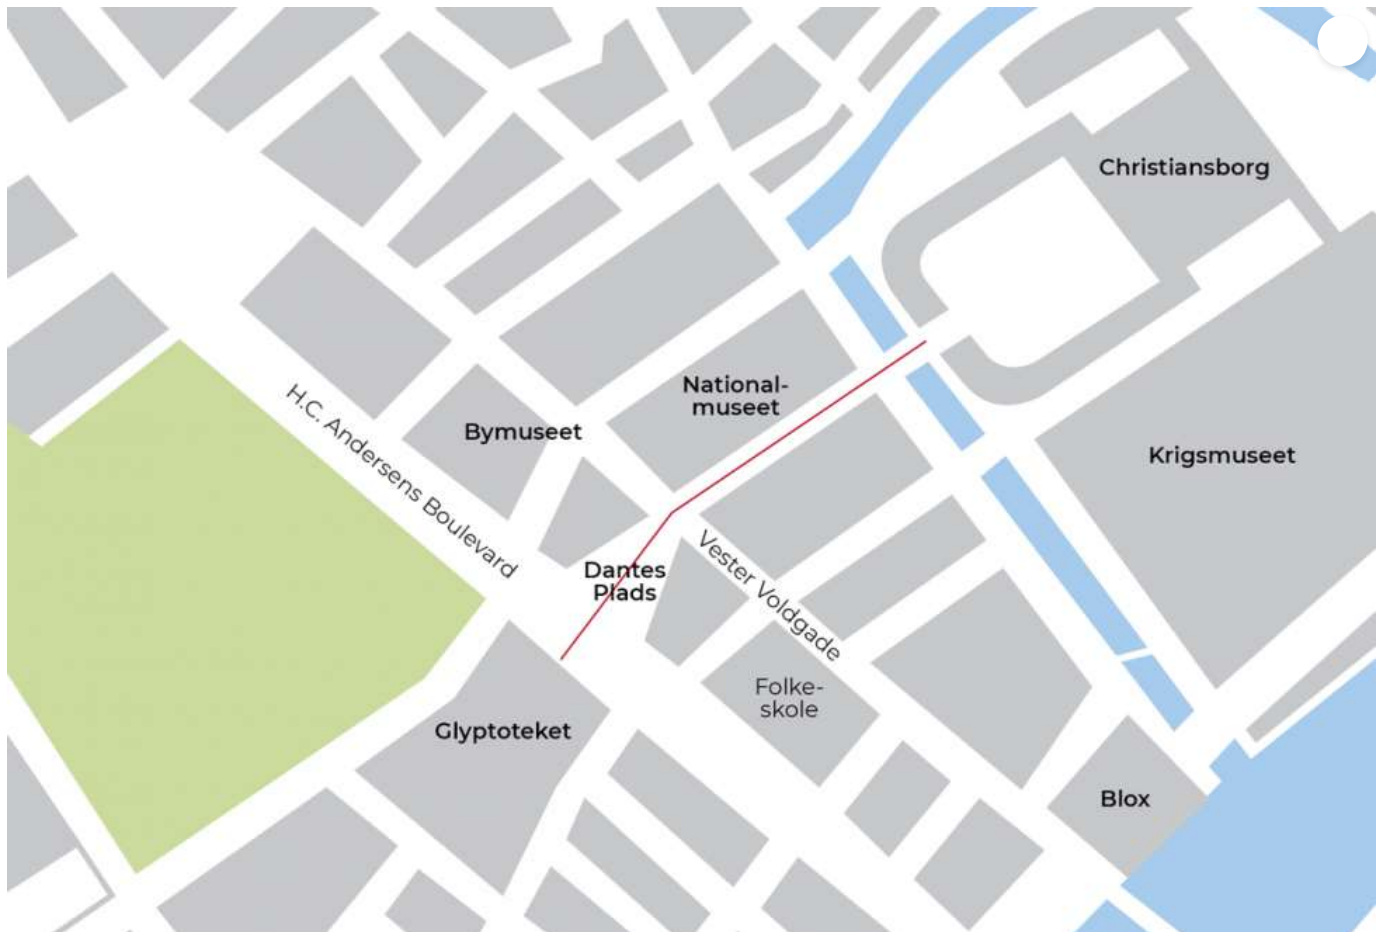 Christiansborg
National-
museet
Bymuseet
H.C. Andersens Boulevard
Krigsmuseet
Dantes
Plads
Vester Voldgade
Folke-
skole
Glyptoteket
Blox